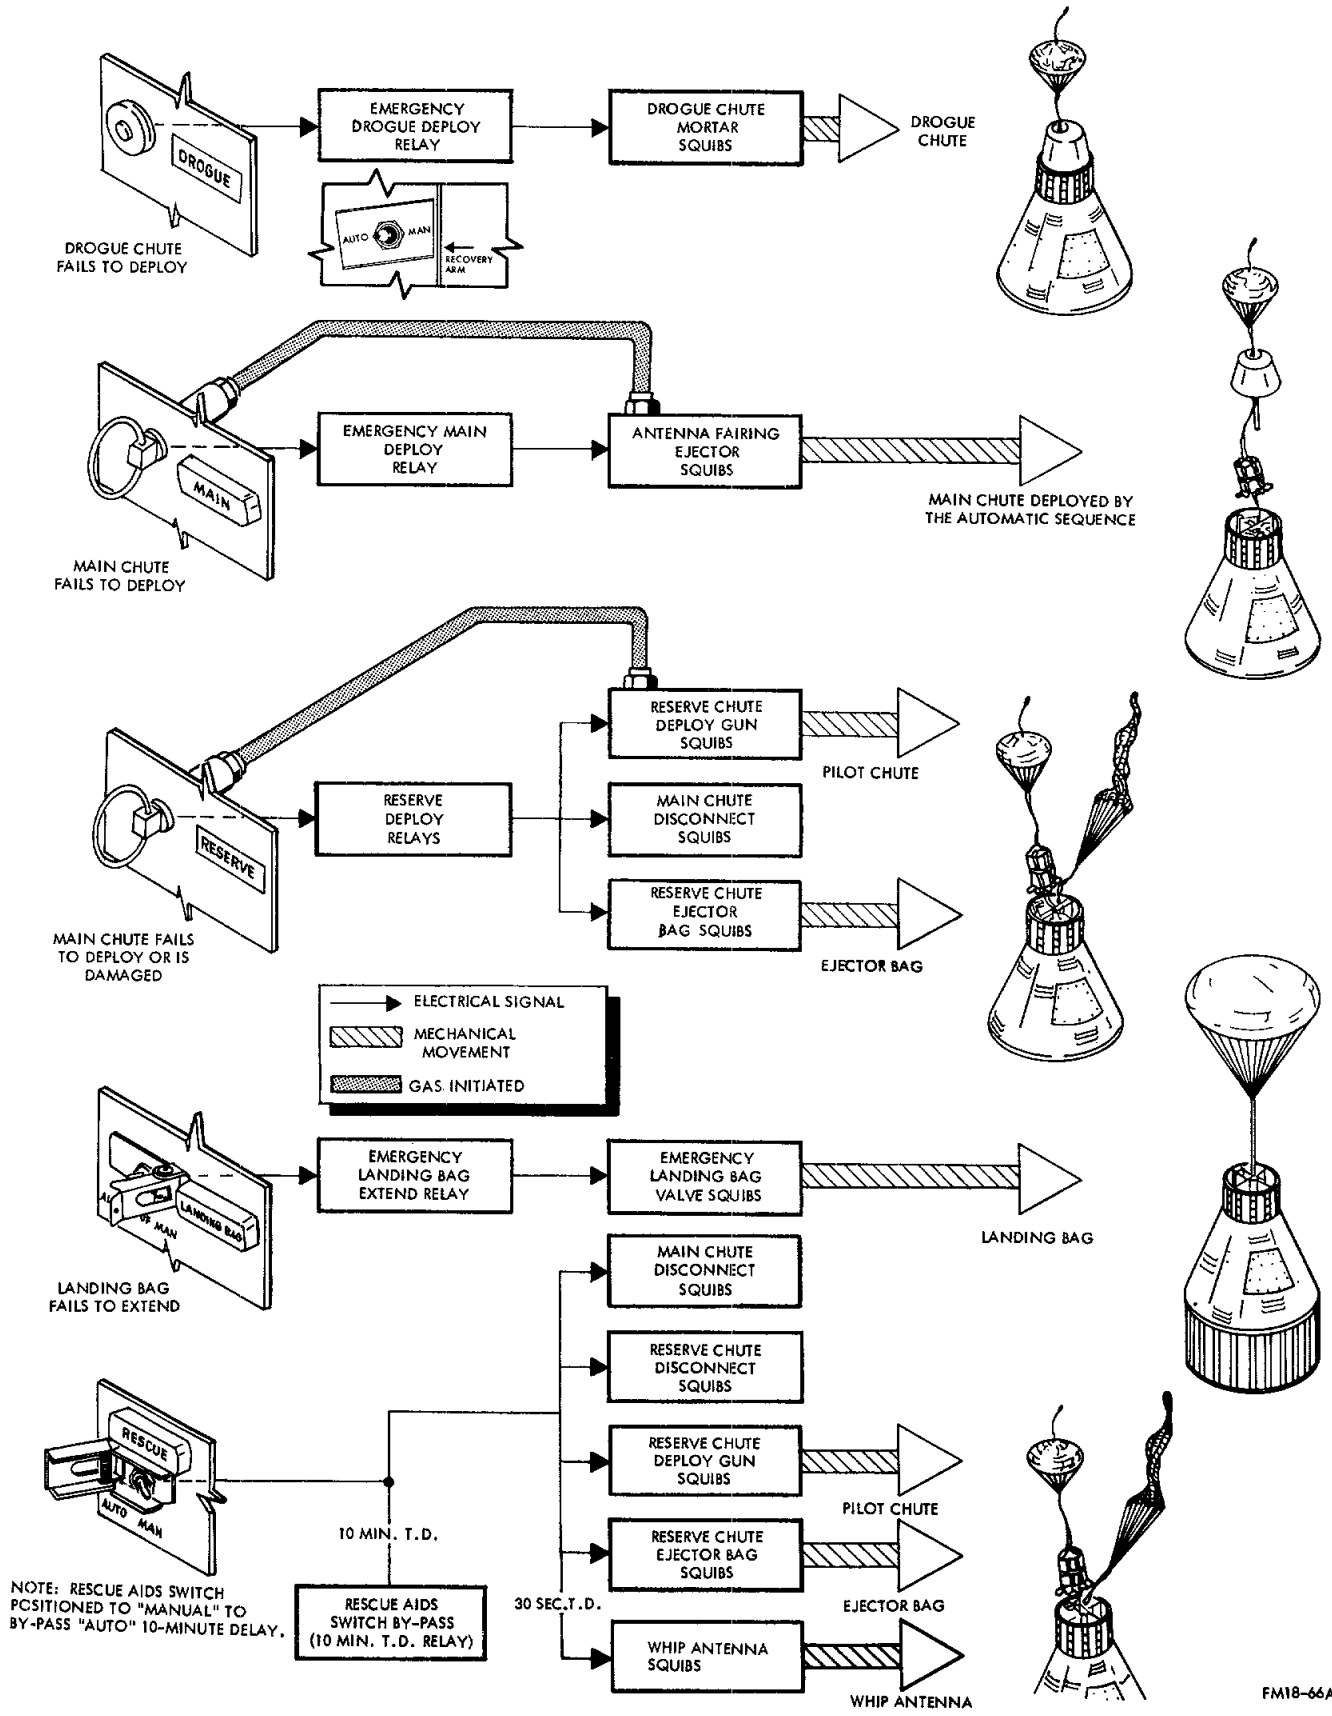 EMERGENCY
DROGUE DEPLOY
RELAY
DROGUE CHUTE
MORTAR
SQUIBS
DROGUE
CHUTE
DROGUE
DROGUE CHUTE
FAILS TO DEPLOY
AUTO
MAN
RECOVERY
ARM
EMERGENCY MAIN
DEPLOY
RELAY
ANTENNA FAIRING
EJECTOR
SQUIBS
MAIN
MAIN CHUTE DEPLOYED BY
THE AUTOMATIC SEQUENCE
MAIN CHUTE
FAILS TO DEPLOY
RESERVE CHUTE
DEPLOY GUN
SQUIBS
PILOT CHUTE
RESERVE
DEPLOY
RELAYS
MAIN CHUTE
DISCONNECT
SQUIBS
RESERVE
RESERVE CHUTE
EJECTOR
BAG SQUIBS
EJECTOR BAG
MAIN CHUTE FAILS
TO DEPLOY OR IS
DAMAGED
ELECTRICAL SIGNAL
MECHANICAL
MOVEMENT
GAS INITIATED
EMERGENCY
LANDING BAG
EXTEND RELAY
EMERGENCY
LANDING BAG
VALVE SQUIBS
LANDING BAG
MAN
LANDING BAG
LANDING BAG
FAILS TO EXTEND
MAIN CHUTE
DISCONNECT
SQUIBS
RESERVE CHUTE
DISCONNECT
SQUIBS
RESCUE
AUTO
MAN
RESERVE CHUTE
DEPLOY GUN
SQUIBS
PILOT CHUTE
10 MIN. T.D.
RESERVE CHUTE
EJECTOR BAG
SQUIBS
EJECTOR BAG
NOTE: RESCUE AIDS SWITCH
POSITIONED TO "MANUAL" TO
BY-PASS "AUTO" 10-MINUTE DELAY.
RESCUE AIDS
SWITCH BY-PASS
(10 MIN. T.D. RELAY)
30 SEC.T.D.
WHIP ANTENNA
SQUIBS
WHIP ANTENNA
FM18-66A